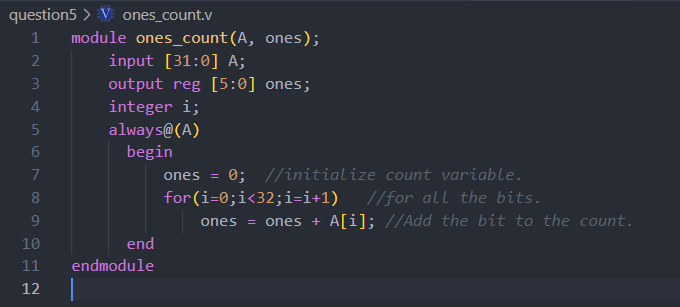 question5 > V ones_count.v
1 module ones_count(A, ones);
2 input [31:0] A;
3 output reg [5:0] ones;
4 integer i;
5 always@(A)
6 begin
7 ones = 0; //initialize count variable.
8 for(i=0;i<32;i=i+1) //for all the bits.
9 ones = ones + A[i]; //Add the bit to the count.
10 end
11 endmodule
12